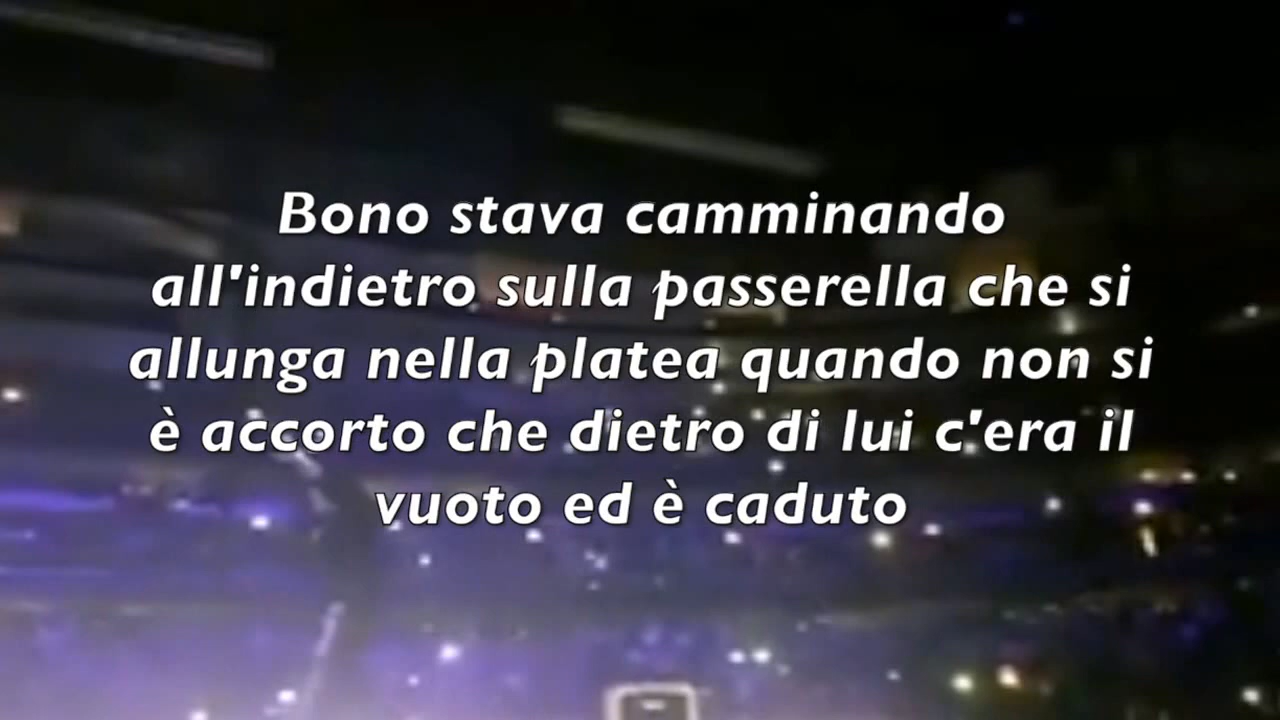 Bono stava camminando
all'indietro sulla passerella che si
allunga nella platea quando non si
è accorto che dietro di lui c'era il
vuoto ed è caduto